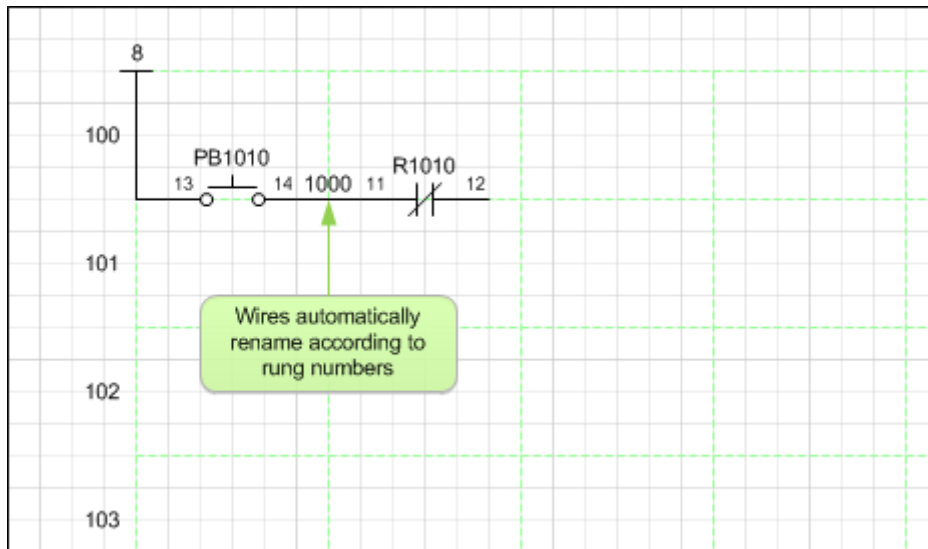 8
100
PB1010
R1010
13 14 1000 11 12
101
Wires automatically
rename according to
rung numbers
102
103